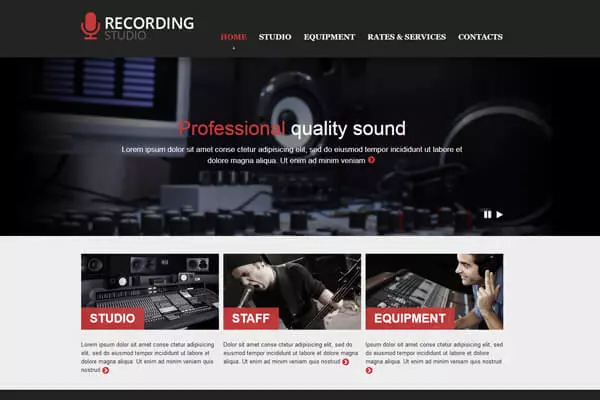 RECORDING
STUDIO
HOME STUDIO EQUIPMENT RATES & SERVICES CONTACTS
Professional quality sound
Lorem ipsum dolor sit amet conse ctetur adipisicing elit, sed do eiusmod tempor incididunt ut labore et
dolore magna aliqua. Ut enim ad minim veniam
STUDIO
Lorem ipsum dolor sit amet conse ctetur adipisicing
elit, sed do eiusmod tempor incididunt ut labore et
dolore magna aliqua. Ut enim ad minim veniam quis
nostrud
STAFF
Dolor sit amet conse ctetur adipisicing elit, sed do
eiusmod tempor incididunt ut labore et dolore magna
aliqua. Ut enim ad minim veniam quis nostrud
EQUIPMENT
Ipsum dolor sit amet conse ctetur adipisicing elit, sed
do eiusmod tempor incididunt ut labore et dolore
magna aliqua. Ut enim ad minim veniam quis nostrud